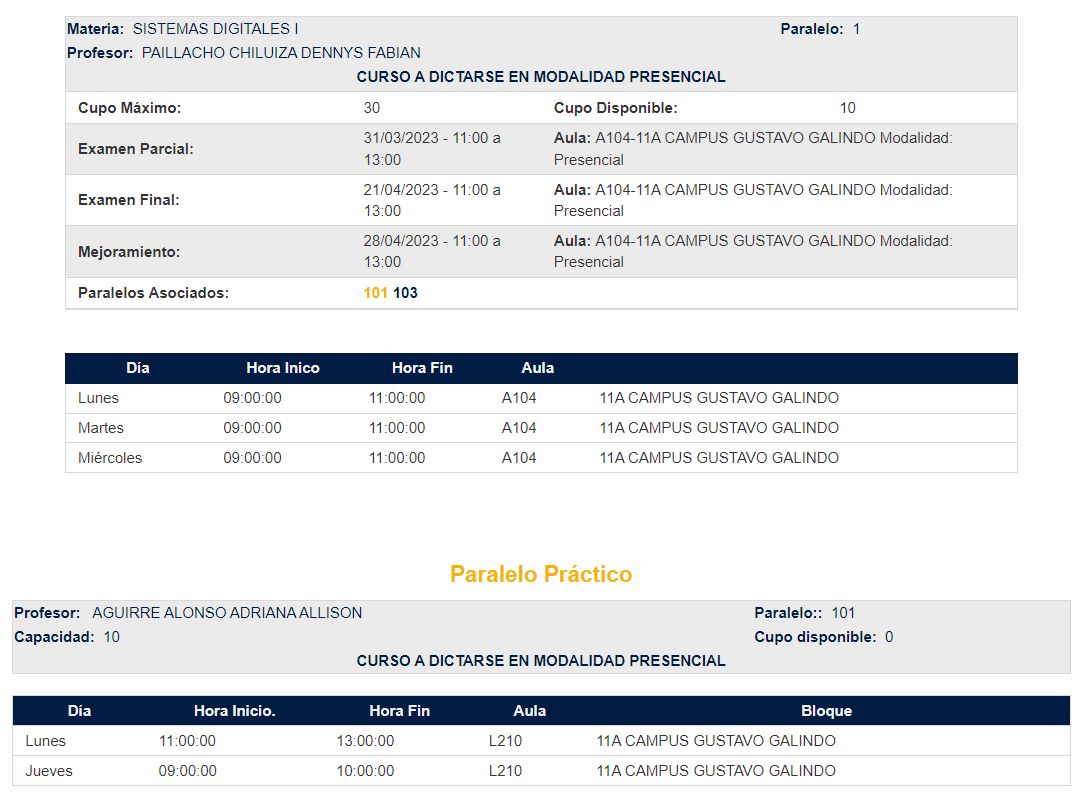 Materia: SISTEMAS DIGITALES I Paralelo: 1
Profesor: PAILLACHO CHILUIZA DENNYS FABIAN
CURSO A DICTARSE EN MODALIDAD PRESENCIAL
Cupo Máximo: 30 Cupo Disponible: 10
Examen Parcial: 31/03/2023 - 11:00 a 13:00 Aula: A104-11A CAMPUS GUSTAVO GALINDO Modalidad: Presencial
Examen Final: 21/04/2023 - 11:00 a 13:00 Aula: A104-11A CAMPUS GUSTAVO GALINDO Modalidad: Presencial
Mejoramiento: 28/04/2023 - 11:00 a 13:00 Aula: A104-11A CAMPUS GUSTAVO GALINDO Modalidad: Presencial
Paralelos Asociados: 101 103
Día Hora Inico Hora Fin Aula
Lunes 09:00:00 11:00:00 A104 11A CAMPUS GUSTAVO GALINDO
Martes 09:00:00 11:00:00 A104 11A CAMPUS GUSTAVO GALINDO
Miércoles 09:00:00 11:00:00 A104 11A CAMPUS GUSTAVO GALINDO
Paralelo Práctico
Profesor: AGUIRRE ALONSO ADRIANA ALLISON Paralelo:: 101
Capacidad: 10 Cupo disponible: 0
CURSO A DICTARSE EN MODALIDAD PRESENCIAL
Día Hora Inicio. Hora Fin Aula Bloque
Lunes 11:00:00 13:00:00 L210 11A CAMPUS GUSTAVO GALINDO
Jueves 09:00:00 10:00:00 L210 11A CAMPUS GUSTAVO GALINDO